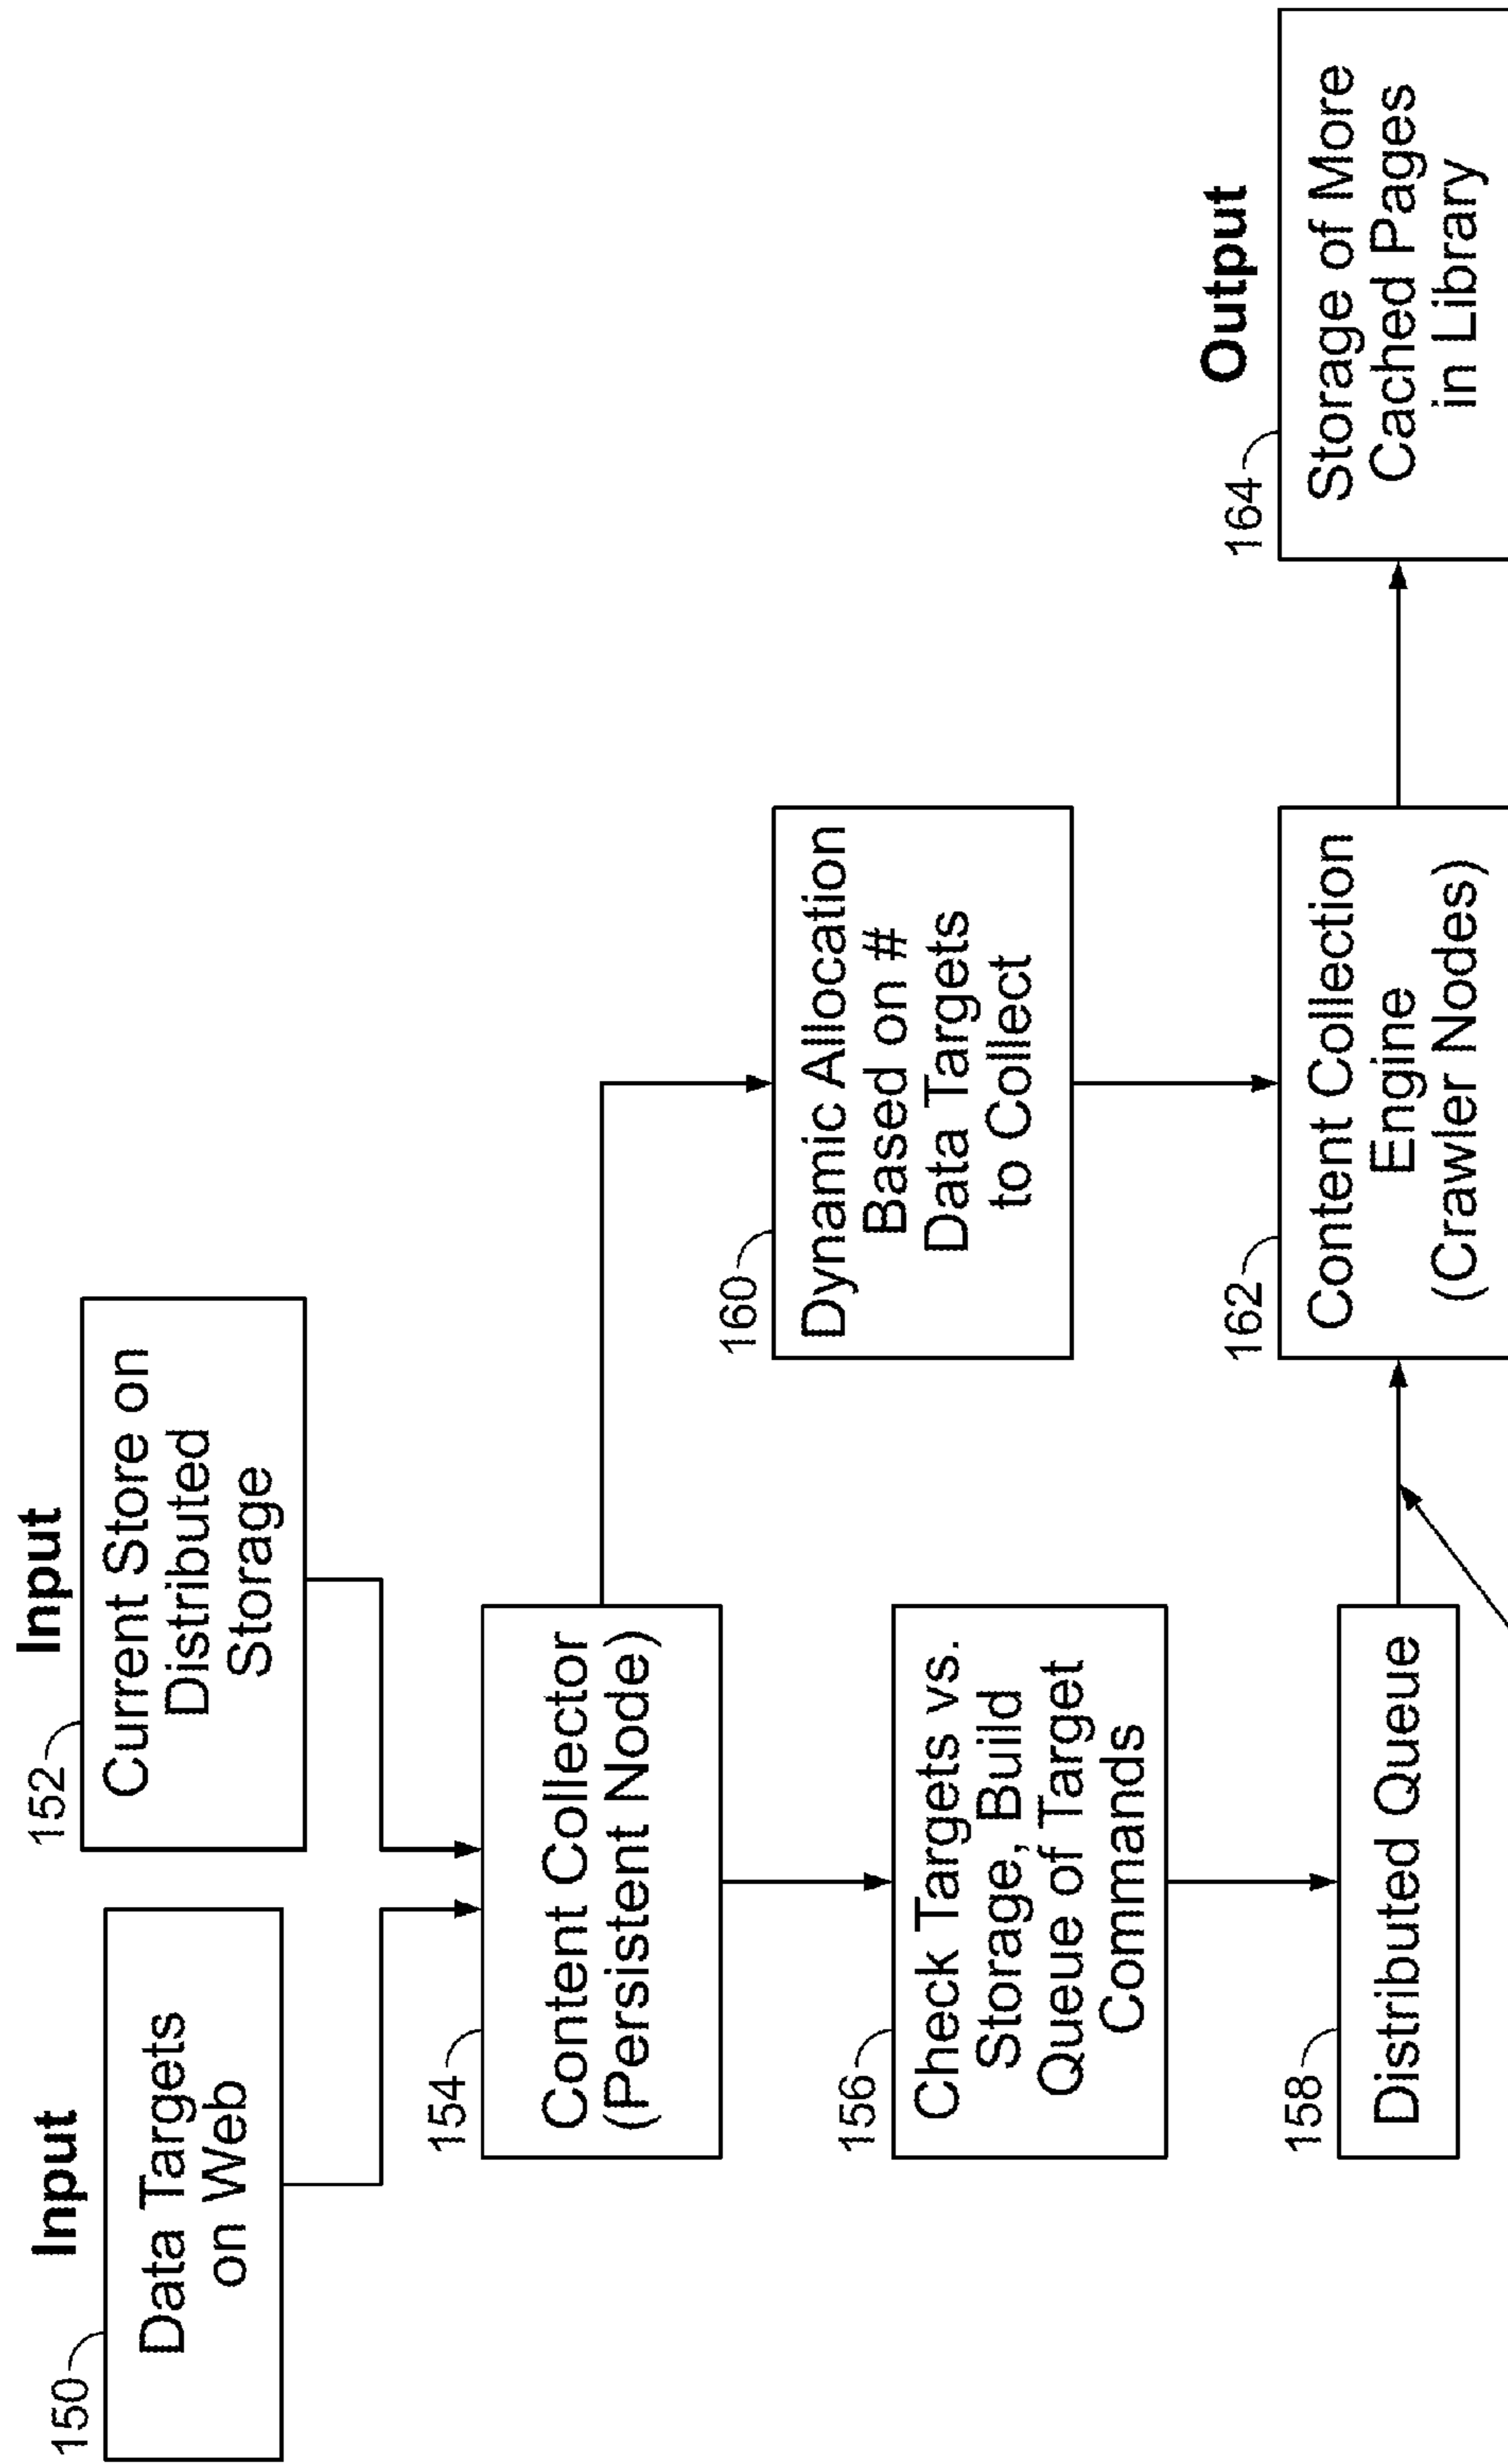 Input
150
Data Targets
on Web
Input
152
Current Store on
Distributed
Storage
154
Content Collector
(Persistent Node)
156
Check Targets vs.
Storage, Build
Queue of Target
Commands
158
Distributed Queue
160
Dynamic Allocation
Based on #
Data Targets
to Collect
162
Content Collection
Engine
(Crawler Nodes)
Output
164
Storage of More
Cached Pages
in Library